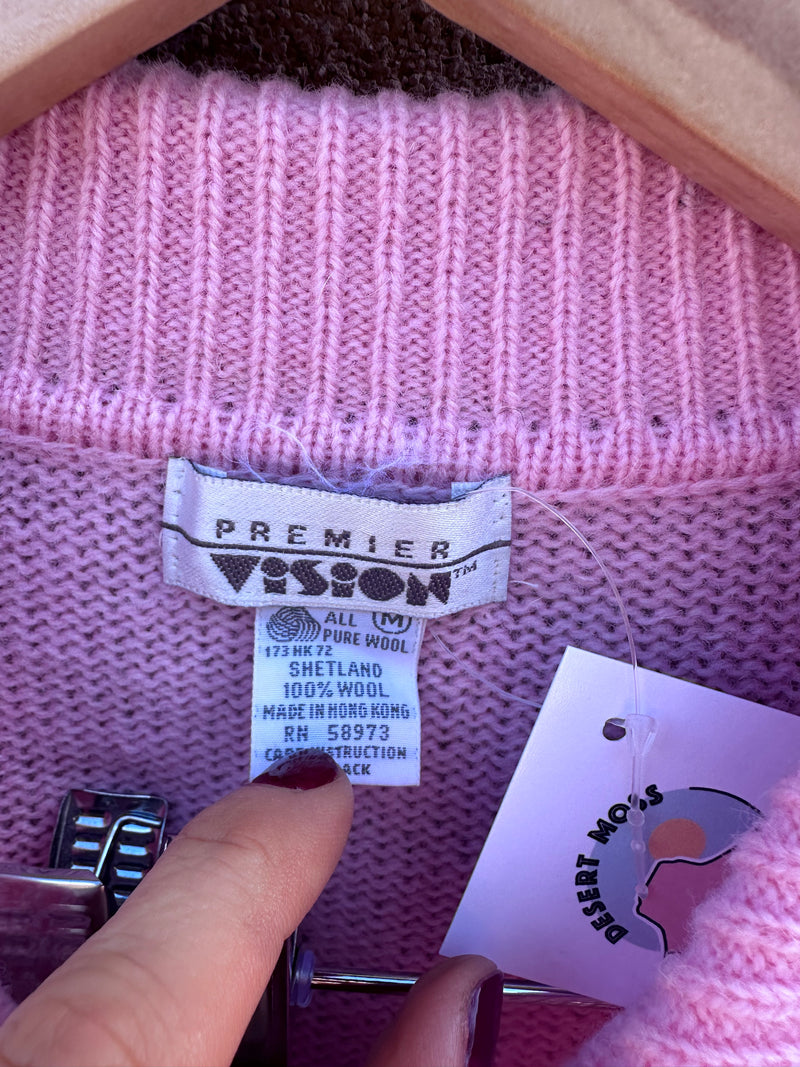 PREMIER
VISION™
ALL M
PURE WOOL
173 HK 72
SHETLAND
100% WOOL
MADE IN HONG KONG
RN 58973
DESERT MOSS